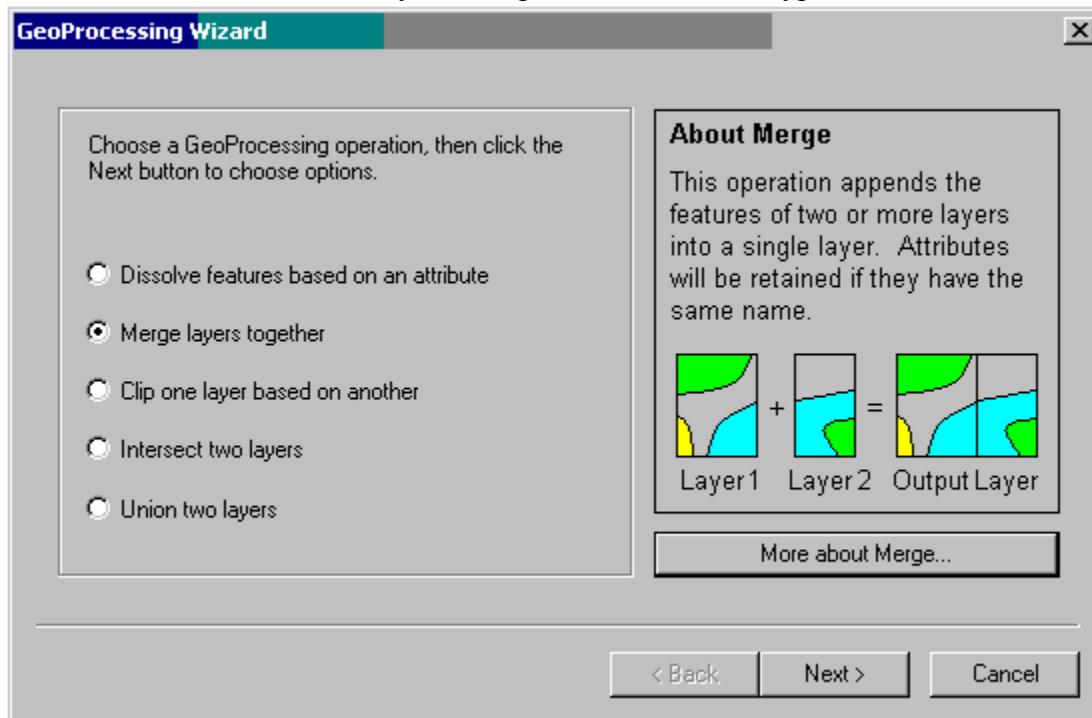 GeoProcessing Wizard
Choose a GeoProcessing operation, then click the
Next button to choose options.
Dissolve features based on an attribute
Merge layers together
Clip one layer based on another
Intersect two layers
Union two layers
About Merge
This operation appends the
features of two or more layers
into a single layer.  Attributes
will be retained if they have the
same name.
+ =
Layer 1 Layer 2 Output Layer
More about Merge...
< Back Next > Cancel